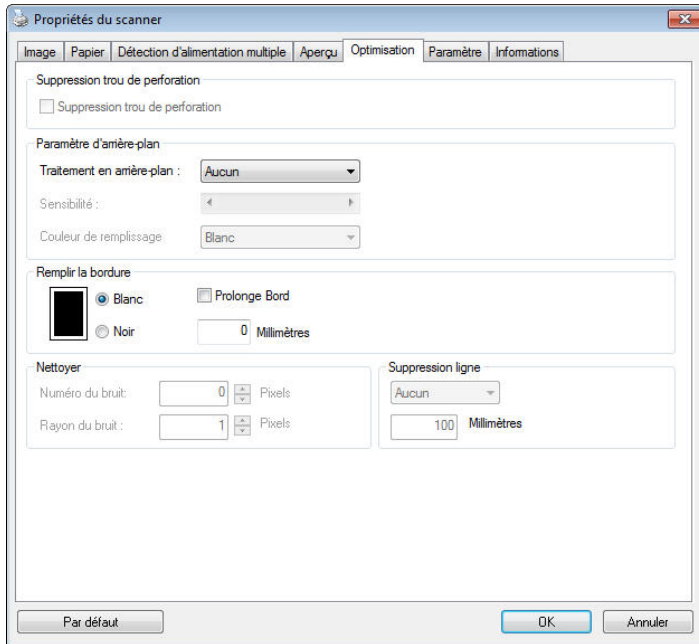 Propriétés du scanner
Image Papier Détection d'alimentation multiple Aperçu Optimisation Paramètre Informations
Suppression trou de perforation
Suppression trou de perforation
Paramètre d'arrière-plan
Traitement en arrière-plan : Aucun
Sensibilité :
Couleur de remplissage Blanc
Remplir la bordure
Blanc Prolonge Bord
Noir 0 Millimètres
Nettoyer Suppression ligne
Numéro du bruit: 0 Pixels Aucun
Rayon du bruit : 1 Pixels 100 Millimètres
Par défaut OK Annuler